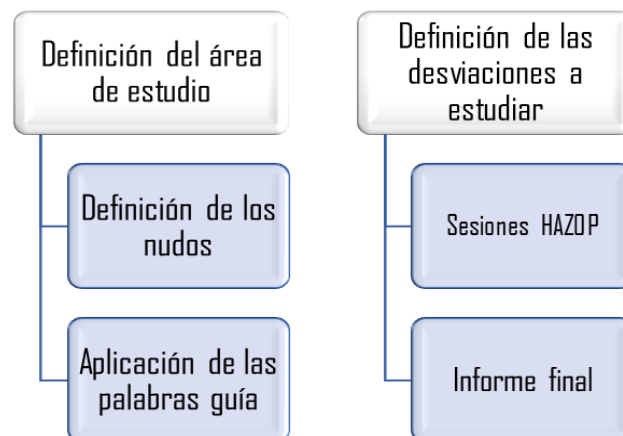 Definición del área
de estudio
Definición de los
nudos
Aplicación de las
palabras guía
Definición de las
desviaciones a
estudiar
Sesiones HAZOP
Informe final